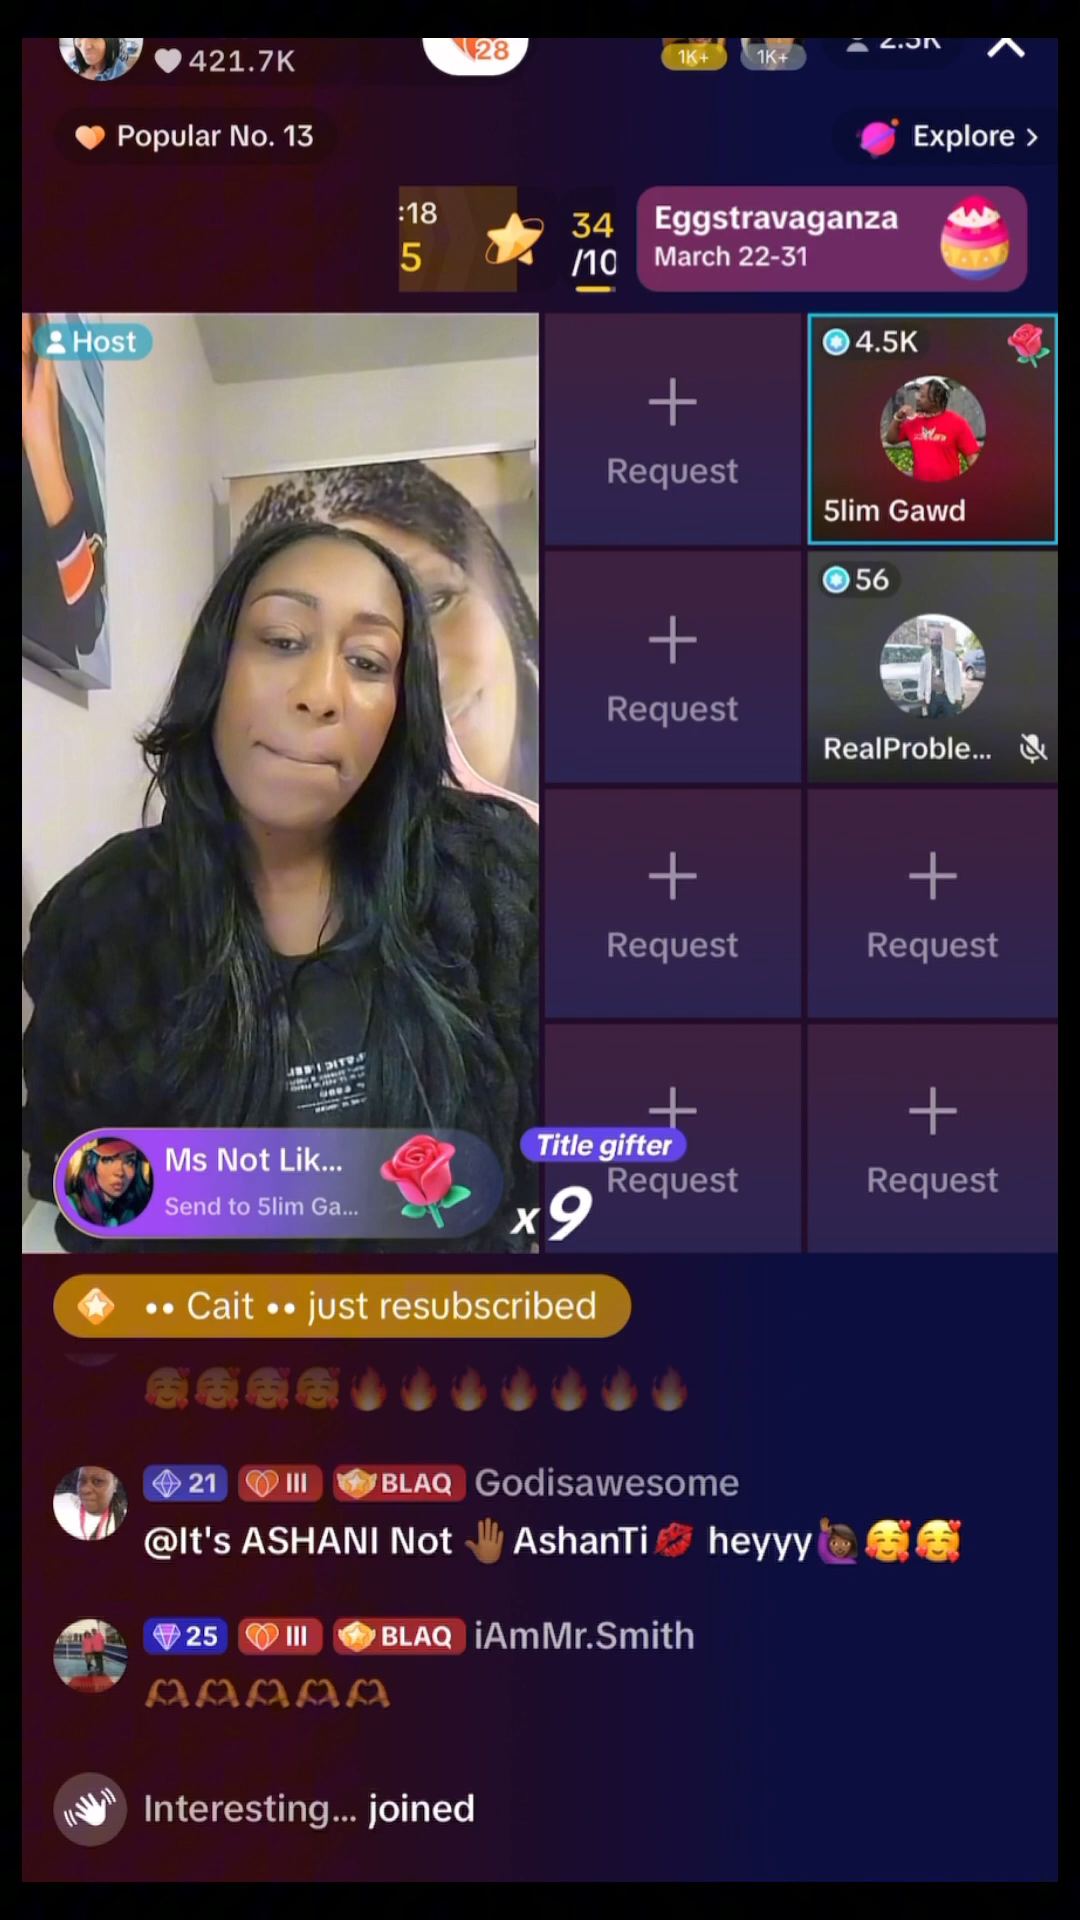 421.7K
28
1K+
1K+
2.5K
Popular No. 13
Explore >
:18
5
34
/10
Eggstravaganza
March 22-31
Host
Request
4.5K
5lim Gawd
Request
56
RealProble...
Request
Request
Request
Request
Ms Not Lik...
Send to 5lim Ga...
Title gifter
x9
•• Cait •• just resubscribed
🥰🥰🥰🥰🔥🔥🔥🔥🔥🔥🔥
21 III BLAQ Godisawesome
@It's ASHANI Not 🤚🏾AshanTi💋 heyyy🙋🏾‍♀️🥰🥰
25 III BLAQ iAmMr.Smith
🫶🏾🫶🏾🫶🏾🫶🏾🫶🏾
Interesting... joined